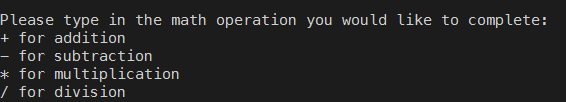 Please type in the math operation you would like to complete:
+ for addition
- for subtraction
* for multiplication
/ for division